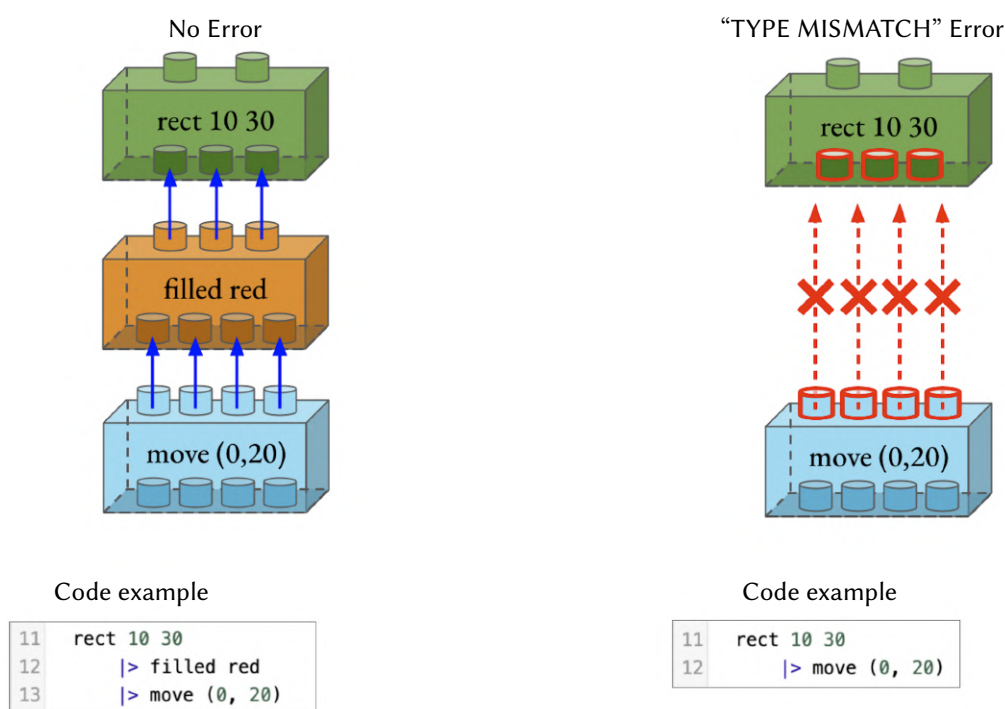 No Error
rect 10 30
filled red
move (0,20)
Code example
11 rect 10 30
12 |> filled red
13 |> move (0, 20)
“TYPE MISMATCH” Error
rect 10 30
move (0,20)
Code example
11 rect 10 30
12 |> move (0, 20)